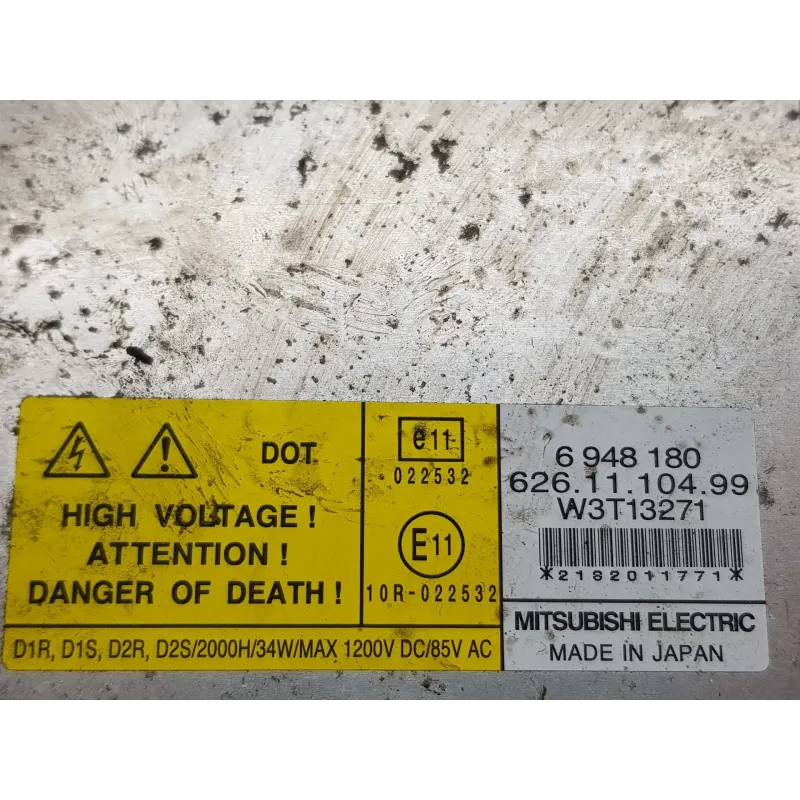 DOT
HIGH VOLTAGE !
ATTENTION !
DANGER OF DEATH !
e11
022532
E11
10R-022532
6 948 180
626.11.104.99
W3T13271
*2182011771*
MITSUBISHI ELECTRIC
MADE IN JAPAN
D1R, D1S, D2R, D2S/2000H/34W/MAX 1200V DC/85V AC